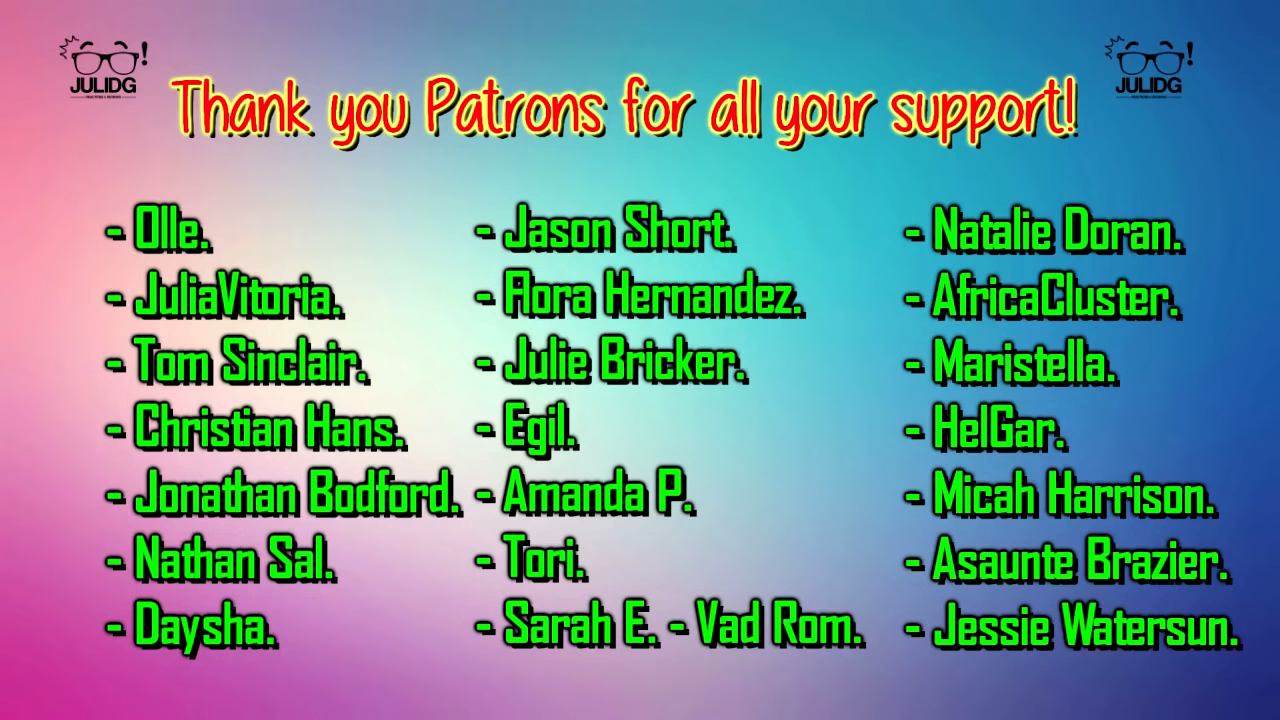 JULIDG
JULIDG
Thank you Patrons for all your support!
- Olle.
- JuliaVitoria.
- Tom Sinclair.
- Christian Hans.
- Jonathan Bodford.
- Nathan Sal.
- Daysha.
- Jason Short.
- Flora Hernandez.
- Julie Bricker.
- Egil.
- Amanda P.
- Tori.
- Sarah E. - Vad Rom.
- Natalie Doran.
- AfricaCluster.
- Maristella.
- HelGar.
- Micah Harrison.
- Asaunte Brazier.
- Jessie Watersun.